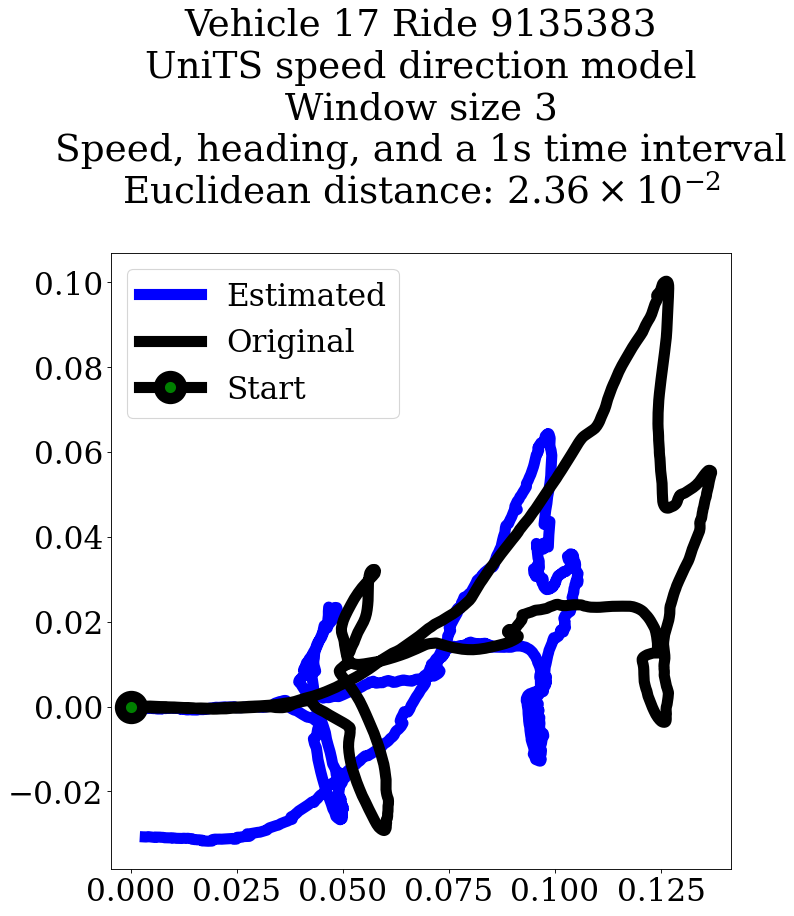 Vehicle 17 Ride 9135383
UniTS speed direction model
Window size 3
Speed, heading, and a 1s time interval
Euclidean distance: 2.36 × 10⁻²
Estimated
Original
Start
0.10
0.08
0.06
0.04
0.02
0.00
−0.02
0.000 0.025 0.050 0.075 0.100 0.125